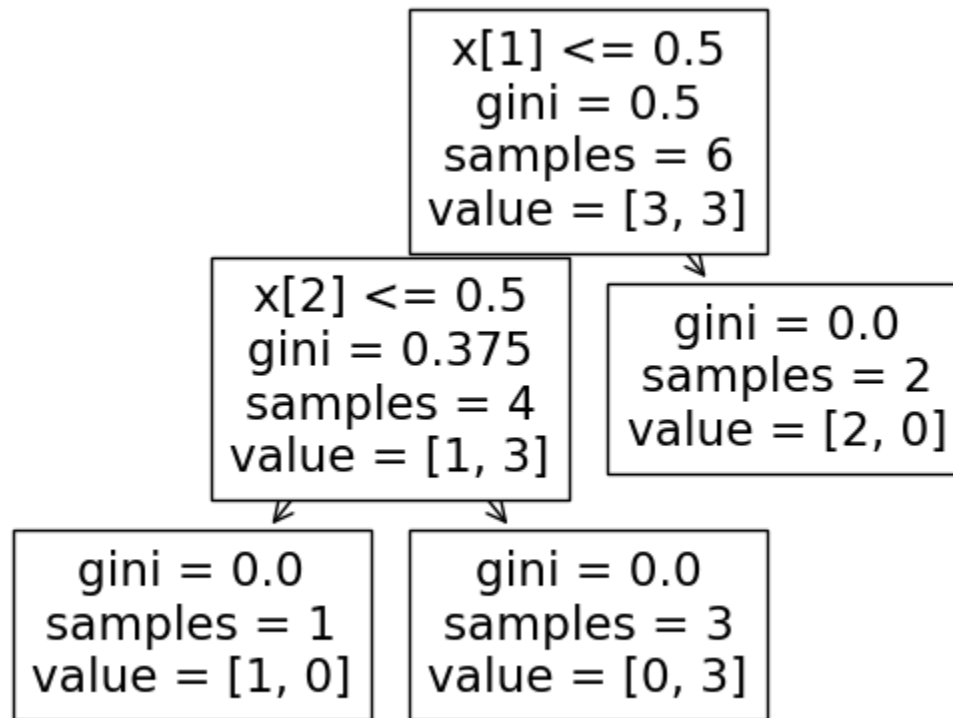 x[1] <= 0.5
gini = 0.5
samples = 6
value = [3, 3]
x[2] <= 0.5
gini = 0.375
samples = 4
value = [1, 3]
gini = 0.0
samples = 2
value = [2, 0]
gini = 0.0
samples = 1
value = [1, 0]
gini = 0.0
samples = 3
value = [0, 3]